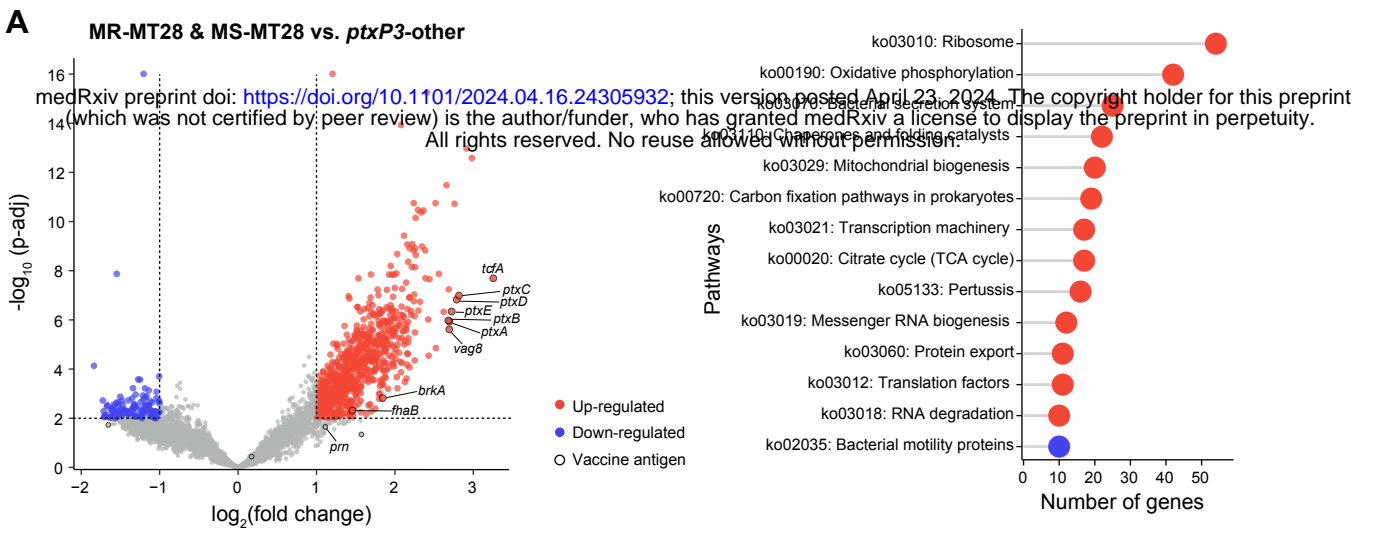 A
MR-MT28 & MS-MT28 vs. ptxP3-other
16
14
12
10
8
6
4
2
0
-log10 (p-adj)
−2
−1
0
1
2
3
log2(fold change)
tcfA
ptxC
ptxD
ptxE
ptxB
ptxA
vag8
brkA
fhaB
prn
Up-regulated
Down-regulated
Vaccine antigen
medRxiv preprint doi: https://doi.org/10.1101/2024.04.16.24305932; this version posted April 23, 2024. The copyright holder for this preprint
(which was not certified by peer review) is the author/funder, who has granted medRxiv a license to display the preprint in perpetuity.
All rights reserved. No reuse allowed without permission.
Pathways
ko03010: Ribosome
ko00190: Oxidative phosphorylation
ko03070: Bacterial secretion system
ko03110: Chaperones and folding catalysts
ko03029: Mitochondrial biogenesis
ko00720: Carbon fixation pathways in prokaryotes
ko03021: Transcription machinery
ko00020: Citrate cycle (TCA cycle)
ko05133: Pertussis
ko03019: Messenger RNA biogenesis
ko03060: Protein export
ko03012: Translation factors
ko03018: RNA degradation
ko02035: Bacterial motility proteins
0
10
20
30
40
50
Number of genes